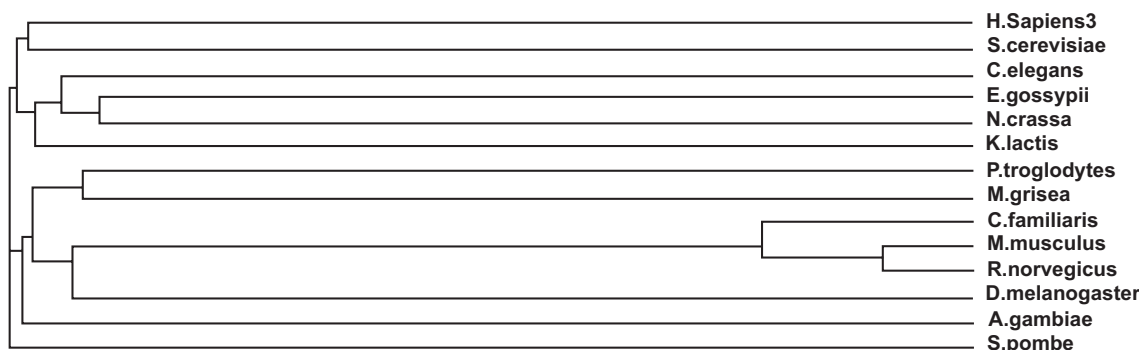 H.Sapiens3
S.cerevisiae
C.elegans
E.gossypii
N.crassa
K.lactis
P.troglodytes
M.grisea
C.familiaris
M.musculus
R.norvegicus
D.melanogaster
A.gambiae
S.pombe